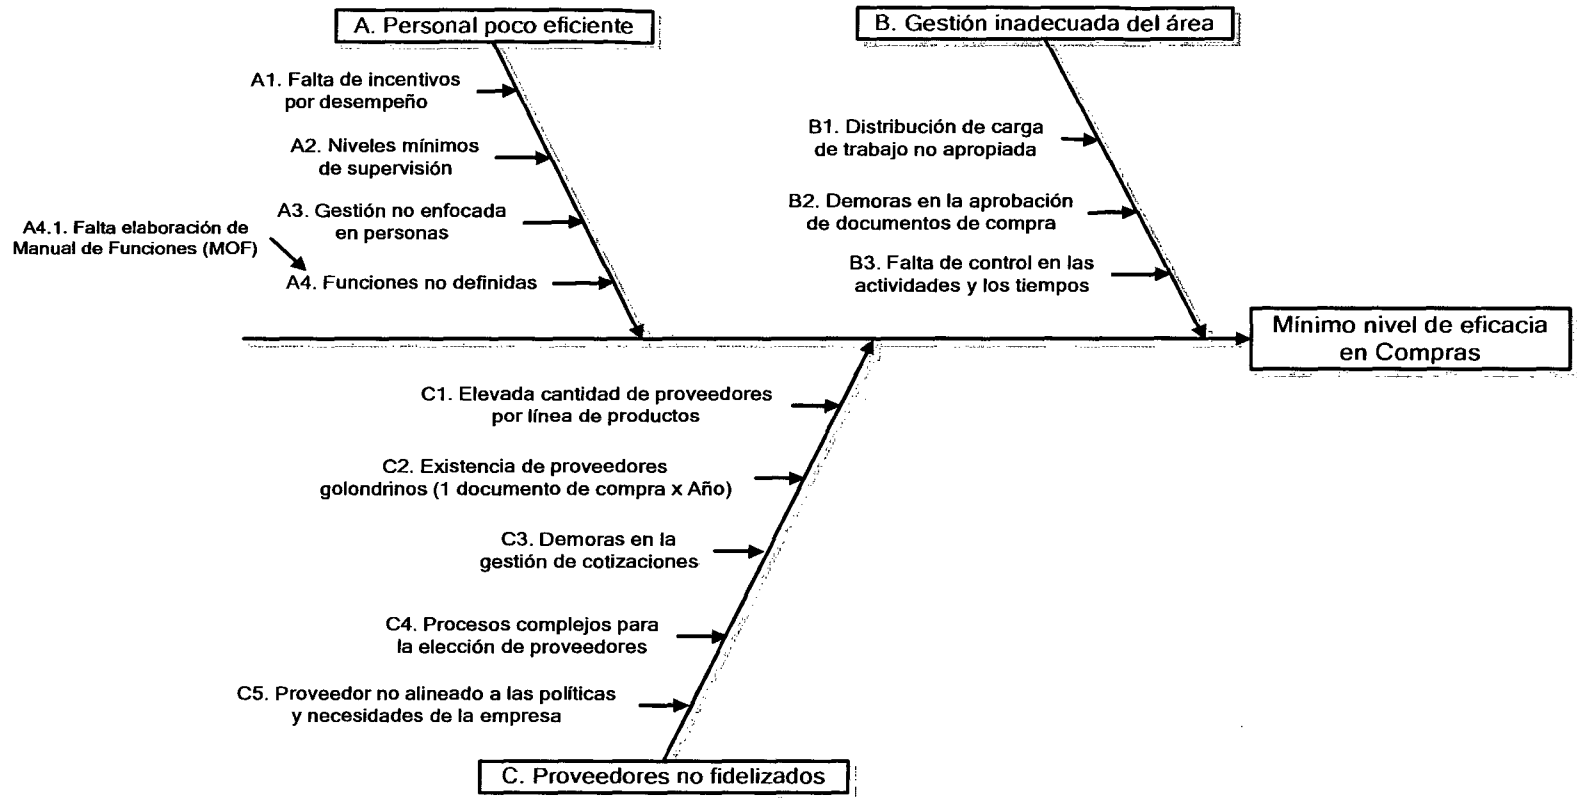 A. Personal poco eficiente
B. Gestión inadecuada del área
A1. Falta de incentivos
por desempeño
A2. Niveles mínimos
de supervisión
A3. Gestión no enfocada
en personas
A4.1. Falta elaboración de
Manual de Funciones (MOF)
A4. Funciones no definidas
B1. Distribución de carga
de trabajo no apropiada
B2. Demoras en la aprobación
de documentos de compra
B3. Falta de control en las
actividades y los tiempos
Mínimo nivel de eficacia
en Compras
C1. Elevada cantidad de proveedores
por línea de productos
C2. Existencia de proveedores
golondrinos (1 documento de compra x Año)
C3. Demoras en la
gestión de cotizaciones
C4. Procesos complejos para
la elección de proveedores
C5. Proveedor no alineado a las políticas
y necesidades de la empresa
C. Proveedores no fidelizados